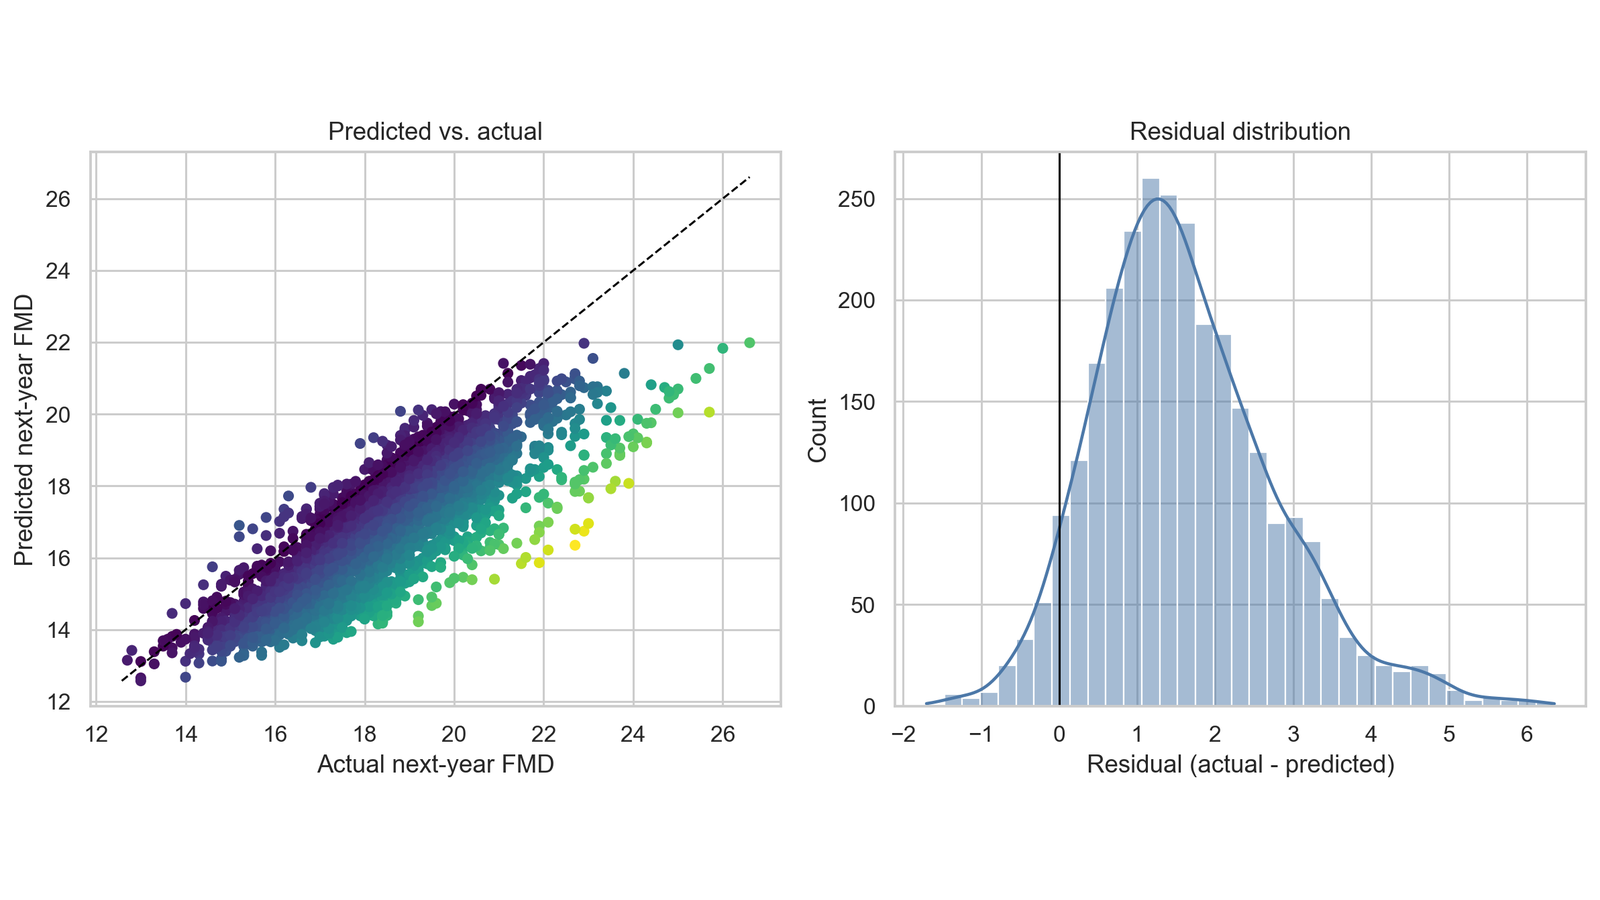 Predicted vs. actual
Predicted next-year FMD
26
24
22
20
18
16
14
12
12 14 16 18 20 22 24 26
Actual next-year FMD
Residual distribution
Count
250
200
150
100
50
0
−2 −1 0 1 2 3 4 5 6
Residual (actual - predicted)